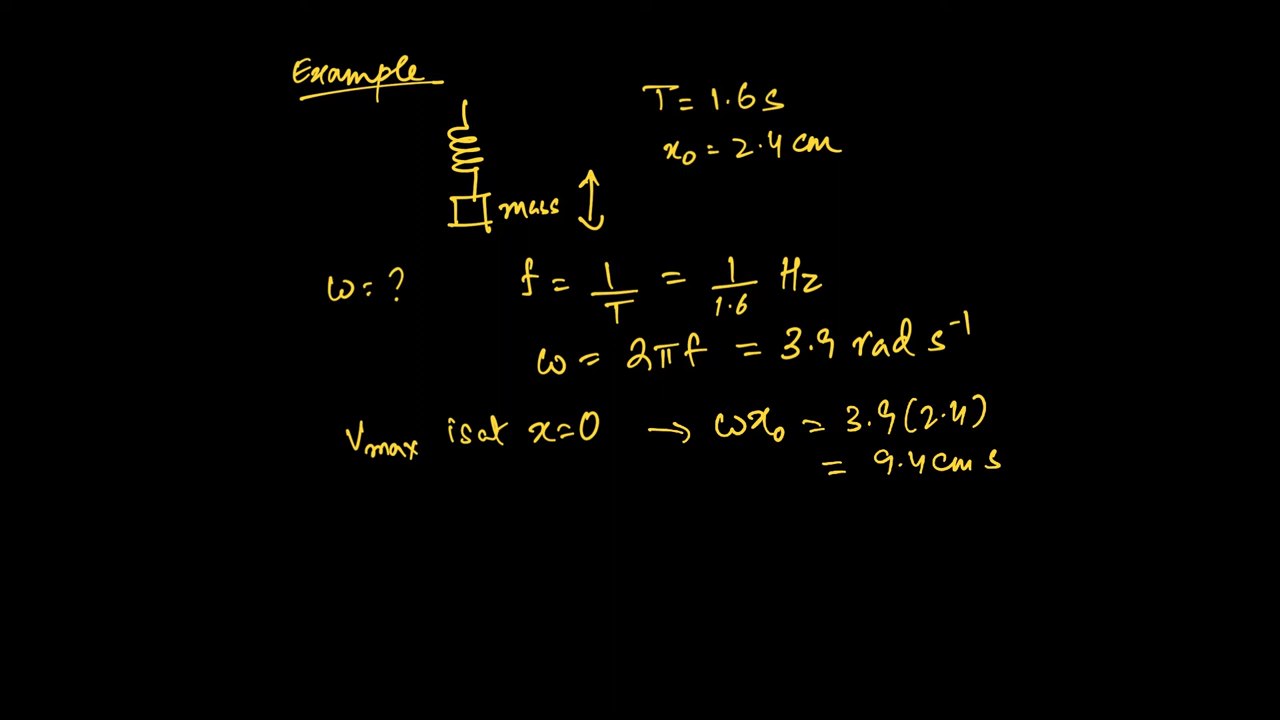 Example
T = 1.6 s
x₀ = 2.4 cm
mass
ω = ?
f = 1/T = 1/1.6 Hz
ω = 2πf = 3.9 rad s⁻¹
Vmax is at x=0 → ωx₀ = 3.9(2.4)
= 9.4 cm s